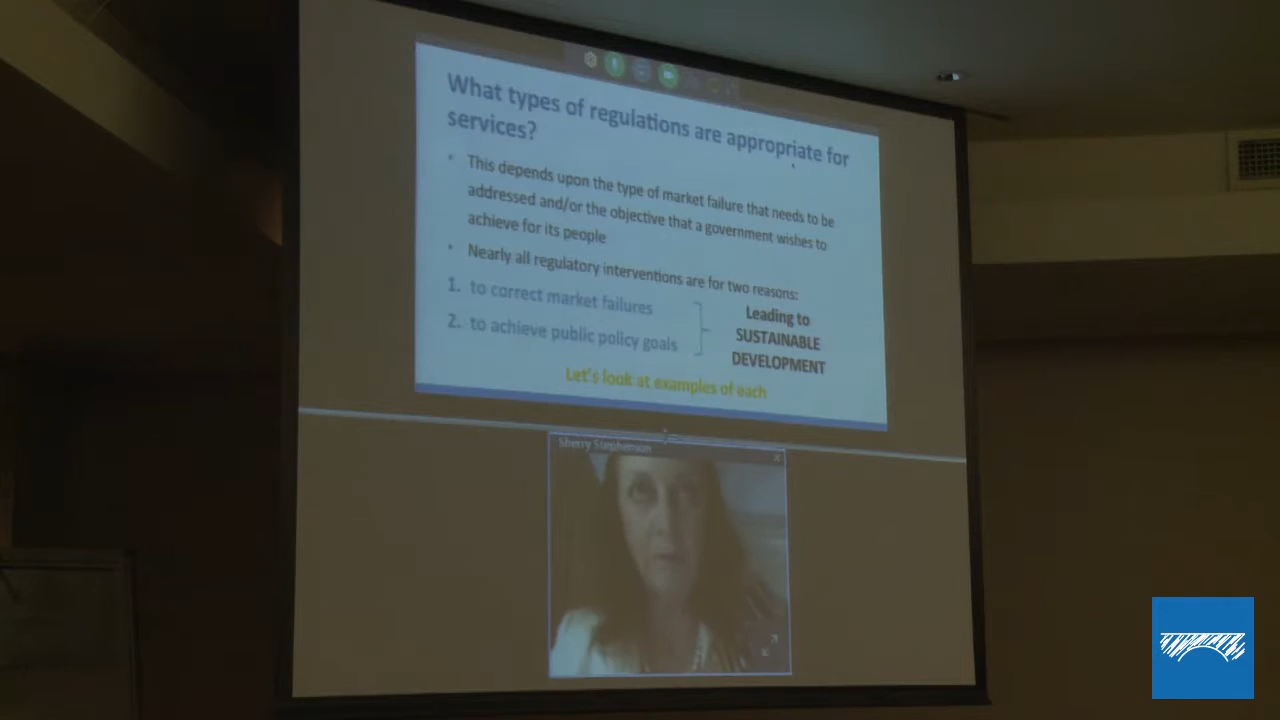 What types of regulations are appropriate for
services?
• This depends upon the type of market failure that needs to be
addressed and/or the objective that a government wishes to
achieve for its people
• Nearly all regulatory interventions are for two reasons:
1. to correct market failures
2. to achieve public policy goals
Leading to
SUSTAINABLE
DEVELOPMENT
Let's look at examples of each
Sherry Stephenson